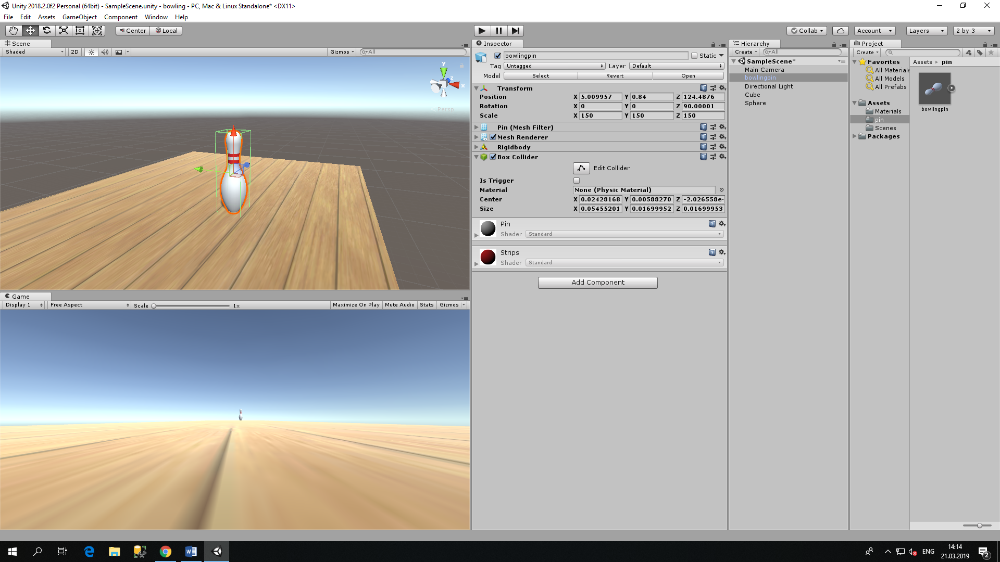 Unity 2018.2.0f2 Personal (64bit) - SampleScene.unity - bowling - PC, Mac & Linux Standalone* <DX11>
File Edit Assets GameObject Component Window Help
Center Local
Collab Account Layers 2 by 3
Scene
Shaded 2D Gizmos All
y
z
x
Persp
Game
Display 1 Free Aspect Scale 1x Maximize On Play Mute Audio Stats Gizmos
Inspector
bowlingpin Static
Tag Untagged Layer Default
Model Select Revert Open
Transform
Position X 5.009957 Y 0.84 Z 124.4876
Rotation X 0 Y 0 Z 90.00001
Scale X 150 Y 150 Z 150
Pin (Mesh Filter)
Mesh Renderer
Rigidbody
Box Collider
Edit Collider
Is Trigger
Material None (Physic Material)
Center X 0.02428168 Y 0.00588270 Z -2.026558e-
Size X 0.05455201 Y 0.01699952 Z 0.01699953
Pin
Shader Standard
Strips
Shader Standard
Add Component
Hierarchy
Create All
SampleScene*
Main Camera
bowlingpin
Directional Light
Cube
Sphere
Project
Create
Favorites
All Materials
All Models
All Prefabs
Assets
Materials
pin
Scenes
Packages
Assets pin
bowlingpin
ENG
14:14
21.03.2019
2